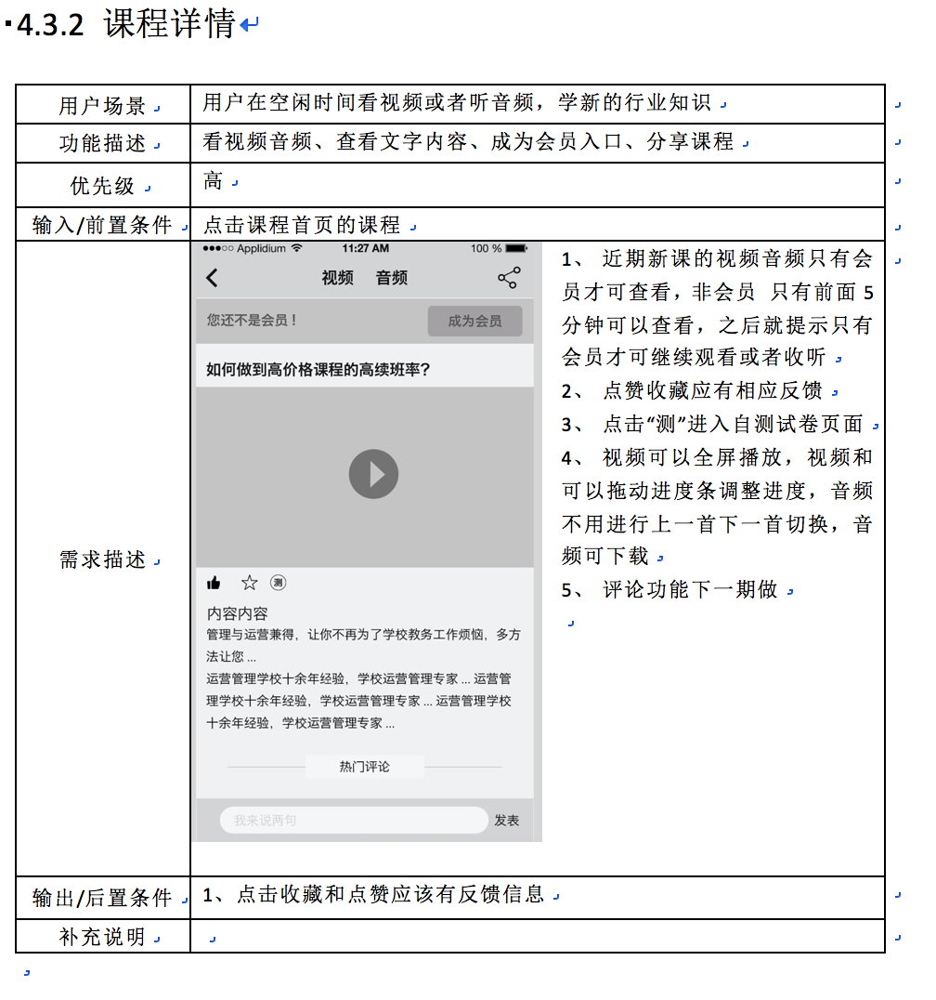 4.3.2 课程详情
用户场景
用户在空闲时间看视频或者听音频，学新的行业知识
功能描述
看视频音频、查看文字内容、成为会员入口、分享课程
优先级
高
输入/前置条件
点击课程首页的课程
需求描述
Applidium 11:27 AM 100 %
视频 音频
您还不是会员！ 成为会员
如何做到高价格课程的高续班率?
测
内容内容
管理与运营兼得，让你不再为了学校教务工作烦恼，多方
法让您 ...
运营管理学校十余年经验，学校运营管理专家 ... 运营管
理学校十余年经验，学校运营管理专家 ... 运营管理学校
十余年经验，学校运营管理专家 ...
热门评论
我来说两句 发表
1、 近期新课的视频音频只有会
员才可查看，非会员 只有前面 5
分钟可以查看，之后就提示只有
会员才可继续观看或者收听
2、 点赞收藏应有相应反馈
3、 点击“测”进入自测试卷页面
4、 视频可以全屏播放，视频和
可以拖动进度条调整进度，音频
不用进行上一首下一首切换，音
频可下载
5、 评论功能下一期做
输出/后置条件
1、点击收藏和点赞应该有反馈信息
补充说明